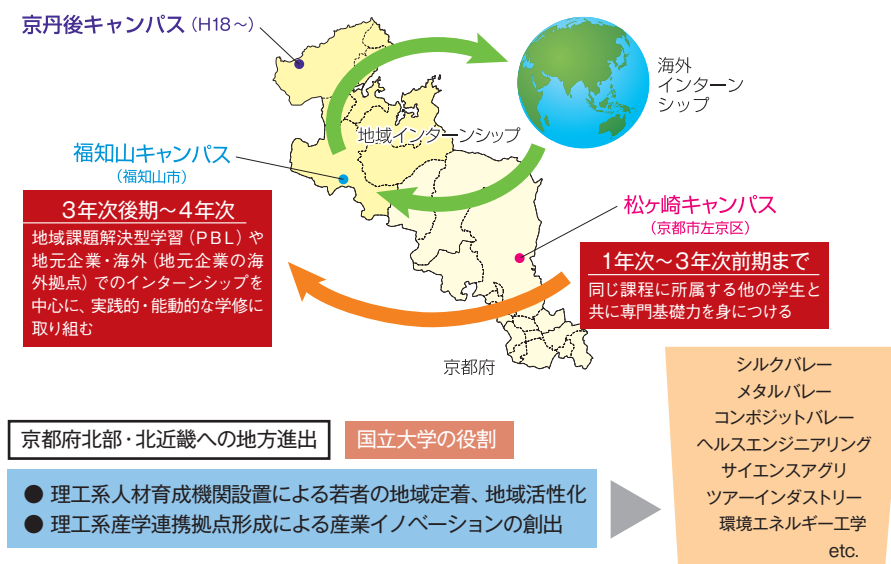 京丹後キャンパス（H18～）
海外
インターン
シップ
地域インターンシップ
福知山キャンパス
（福知山市）
3年次後期～4年次
地域課題解決型学習（PBL）や
地元企業・海外（地元企業の海
外拠点）でのインターンシップを
中心に、実践的・能動的な学修に
取り組む
松ヶ崎キャンパス
（京都市左京区）
1年次～3年次前期まで
同じ課程に所属する他の学生と
共に専門基礎力を身につける
京都府
京都府北部・北近畿への地方進出
国立大学の役割
● 理工系人材育成機関設置による若者の地域定着、地域活性化
● 理工系産学連携拠点形成による産業イノベーションの創出
シルクバレー
メタルバレー
コンポジットバレー
ヘルスエンジニアリング
サイエンスアグリ
ツアーインダストリー
環境エネルギー工学
etc.